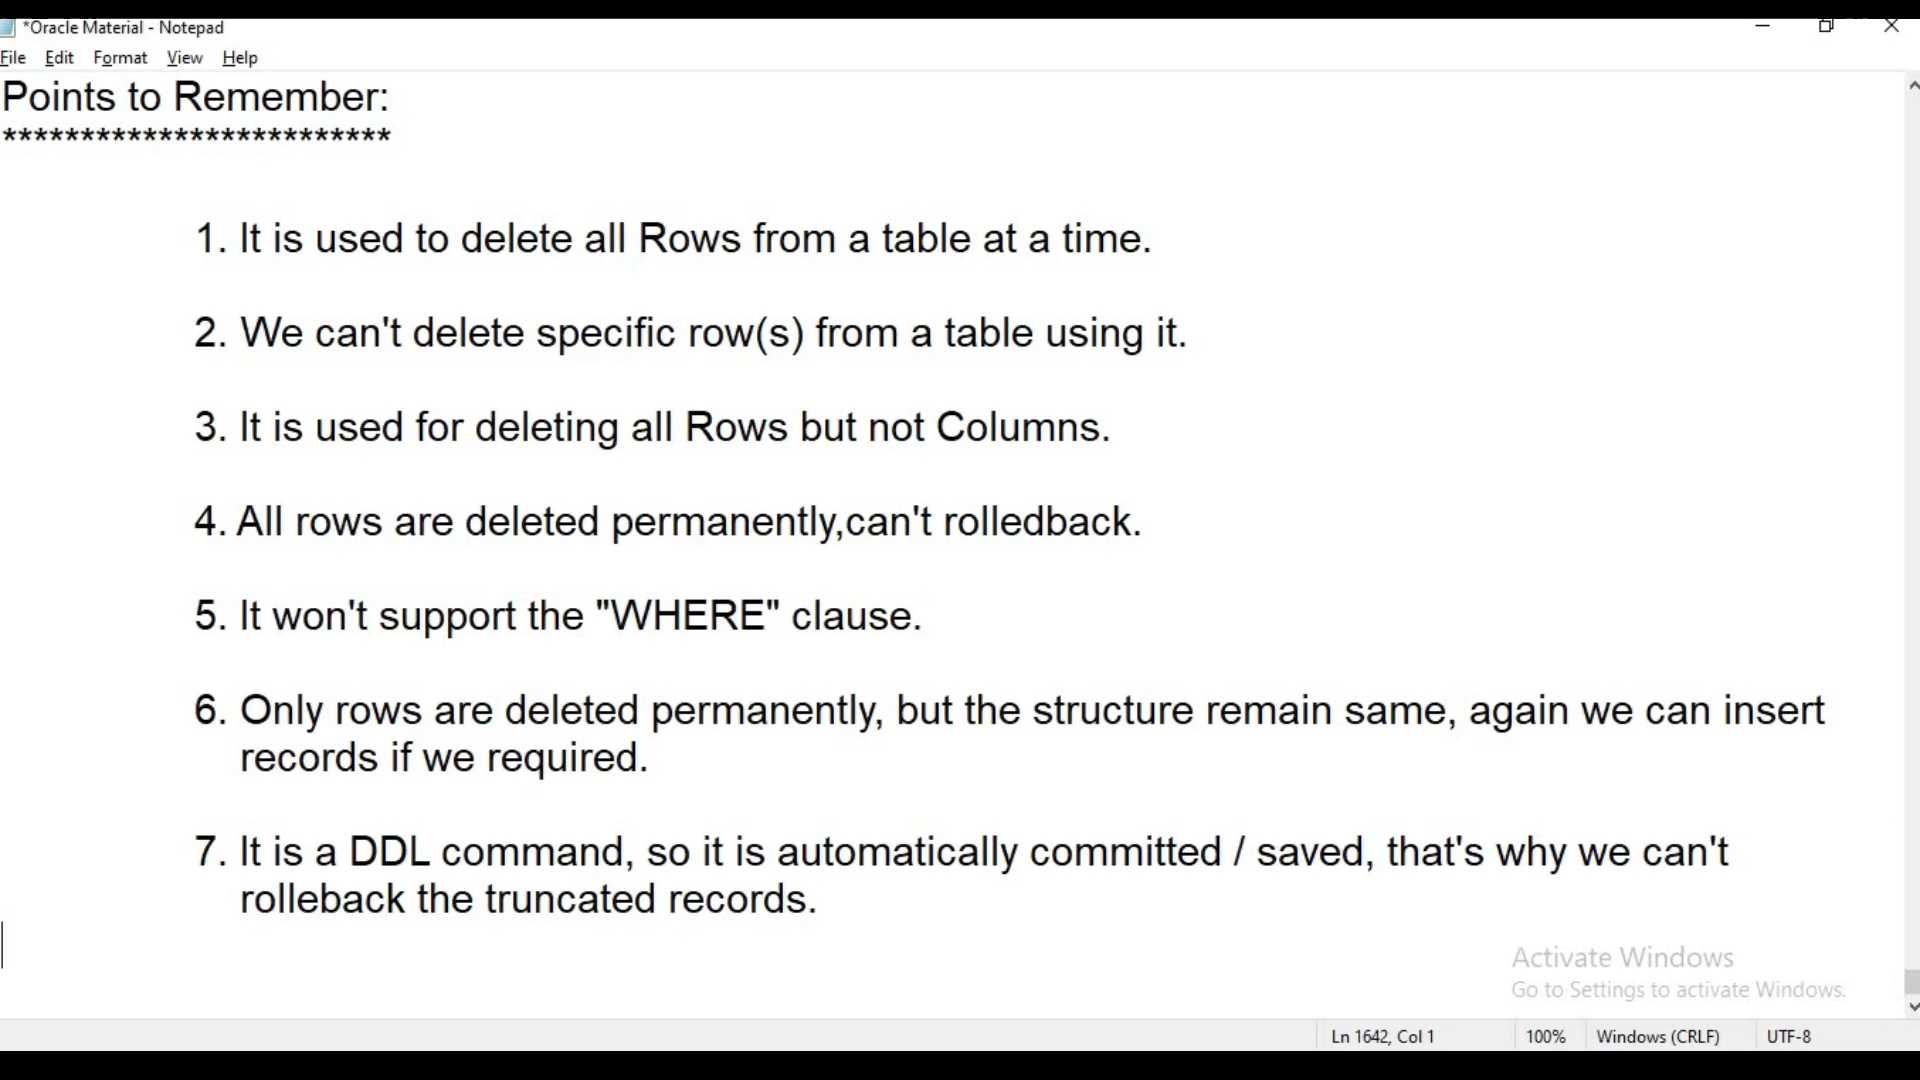 *Oracle Material - Notepad
File Edit Format View Help
Points to Remember:
*************************
1. It is used to delete all Rows from a table at a time.
2. We can't delete specific row(s) from a table using it.
3. It is used for deleting all Rows but not Columns.
4. All rows are deleted permanently,can't rolledback.
5. It won't support the "WHERE" clause.
6. Only rows are deleted permanently, but the structure remain same, again we can insert
records if we required.
7. It is a DDL command, so it is automatically committed / saved, that's why we can't
rolleback the truncated records.
Activate Windows
Go to Settings to activate Windows.
Ln 1642, Col 1 100% Windows (CRLF) UTF-8